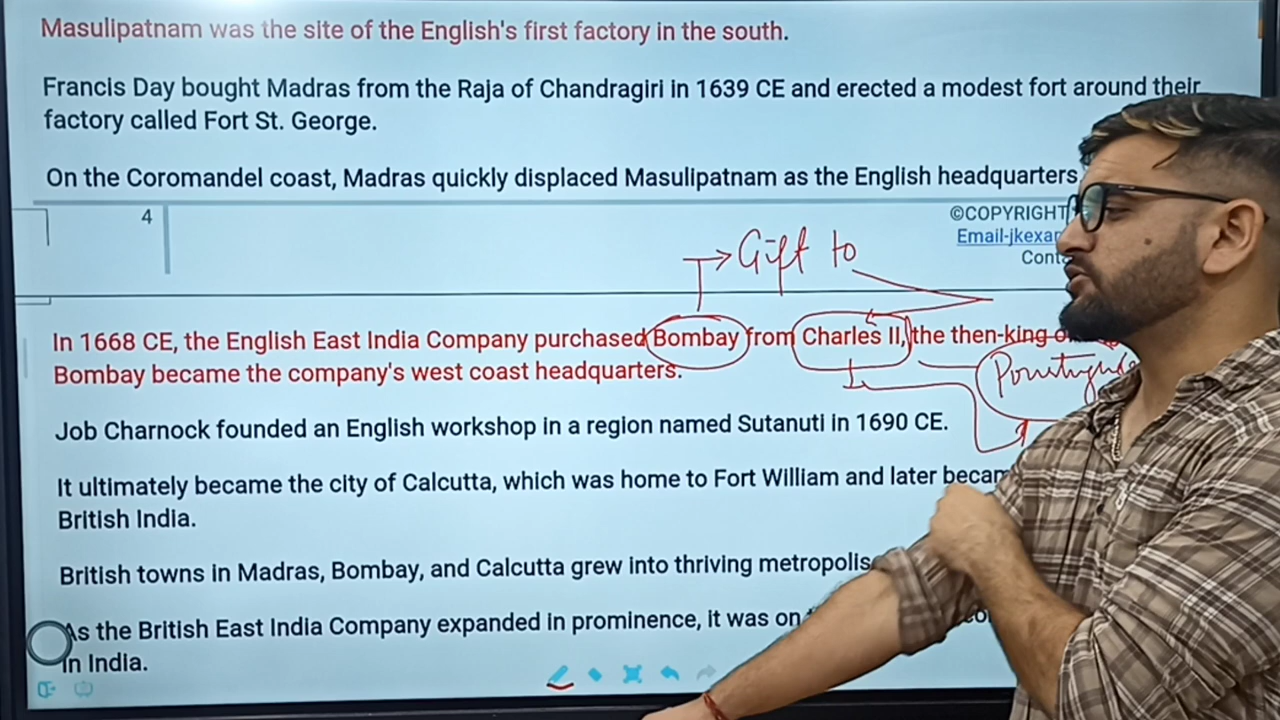 Masulipatnam was the site of the English's first factory in the south.
Francis Day bought Madras from the Raja of Chandragiri in 1639 CE and erected a modest fort around their
factory called Fort St. George.
On the Coromandel coast, Madras quickly displaced Masulipatnam as the English headquarters
4
©COPYRIGHT
Email-jkexam
Cont
Gift to
In 1668 CE, the English East India Company purchased Bombay from Charles II, the then-king
Bombay became the company's west coast headquarters.
Job Charnock founded an English workshop in a region named Sutanuti in 1690 CE.
It ultimately became the city of Calcutta, which was home to Fort William and later becam
British India.
British towns in Madras, Bombay, and Calcutta grew into thriving metropolis
As the British East India Company expanded in prominence, it was on
in India.